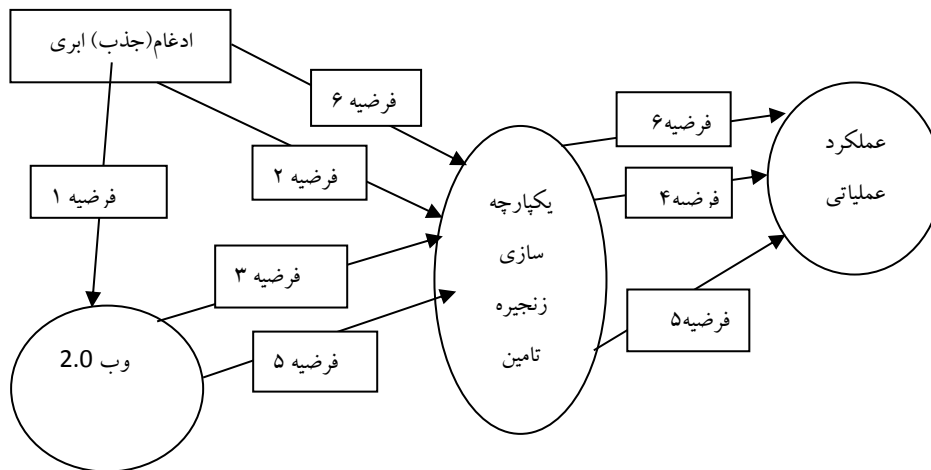 ادغام(جذب) ابری
فرضیه ۶
فرضیه ۲
فرضیه ۱
فرضیه ۳
فرضیه ۵
وب 2.0
یکپارچه
سازی
زنجیره
تامین
فرضیه۶
فرضیه۴
فرضیه۵
عملکرد
عملیاتی